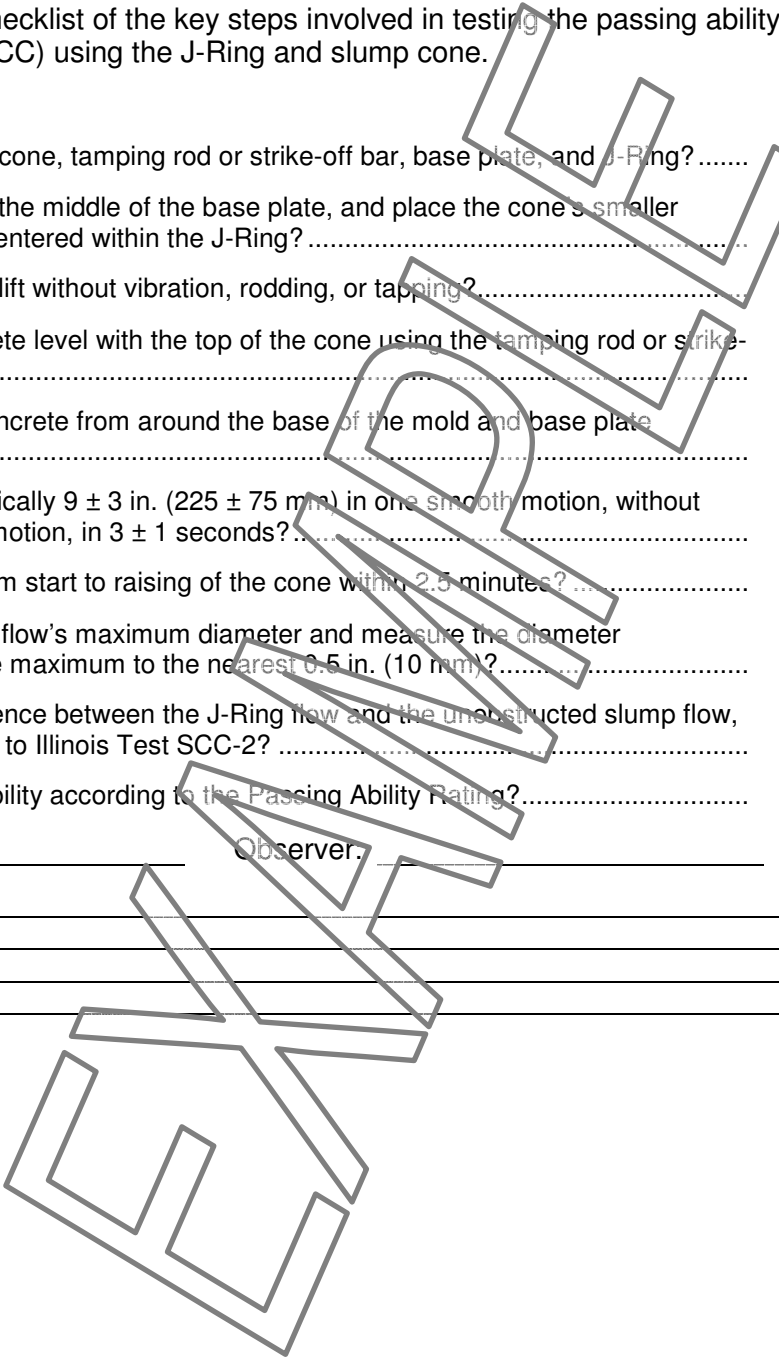 hecklist of the key steps involved in testing the passing ability
CC) using the J-Ring and slump cone.
cone, tamping rod or strike-off bar, base plate, and J-Ring?.......
the middle of the base plate, and place the cone's smaller
entered within the J-Ring?................................................................
lift without vibration, rodding, or tapping?.......................................
ete level with the top of the cone using the tamping rod or strike-
............................................................................................................
ncrete from around the base of the mold and base plate
............................................................................................................
ically 9 ± 3 in. (225 ± 75 mm) in one smooth motion, without
motion, in 3 ± 1 seconds?..................................................................
m start to raising of the cone within 2.5 minutes? .........................
flow's maximum diameter and measure the diameter
e maximum to the nearest 0.5 in. (10 mm)?....................................
ence between the J-Ring flow and the unobstructed slump flow,
to Illinois Test SCC-2? ....................................................................
bility according to the Passing Ability Rating?.................................
Observer:
EXAMPLE